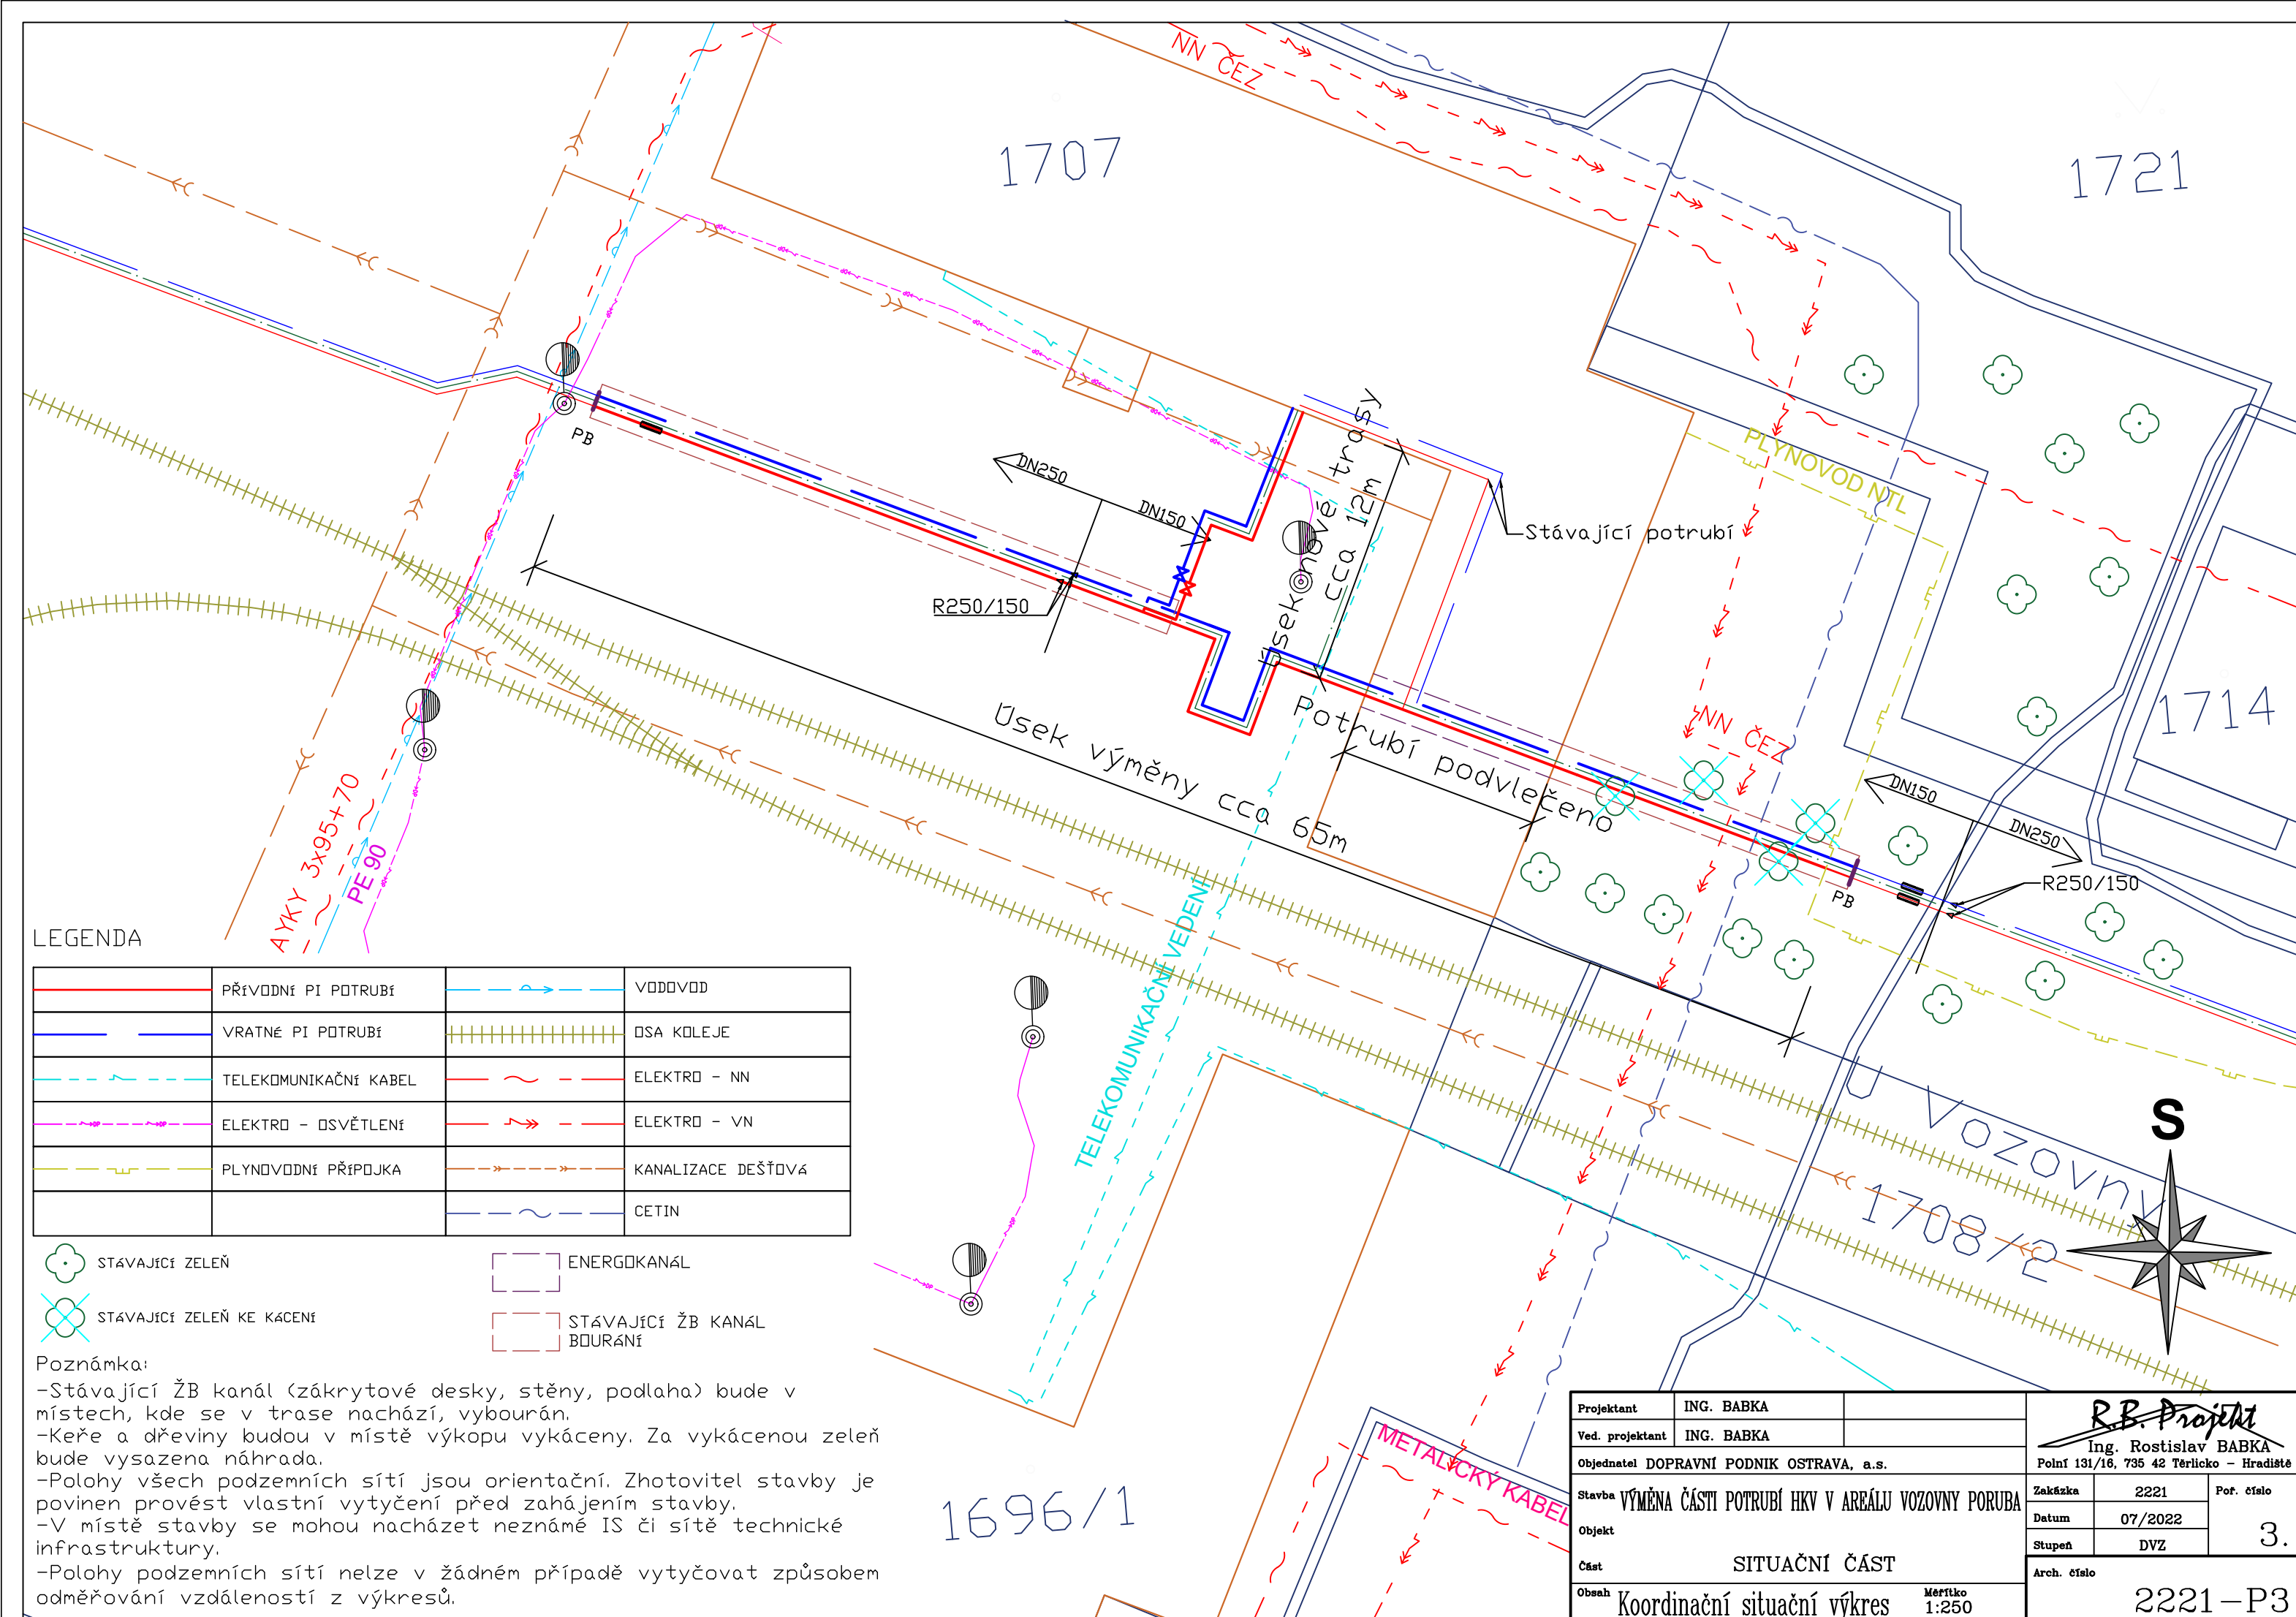 NN ČEZ
1707
1721
PB
DN250
DN150
R250/150
Úsek nové trasy
cca 12m
Stávající potrubí
PLYNOVOD NTL
1714
NN ČEZ
Úsek výměny cca 65m
Potrubí podvlečeno
DN150
DN250
R250/150
PB
AYKY 3x95+70
PE 90
TELEKOMUNIKAČNÍ VEDENÍ
U Vozovny
1708/2
S
1696/1
METALICKÝ KABEL
LEGENDA
PŘÍVODNÍ PI POTRUBÍ
VODOVOD
VRATNÉ PI POTRUBÍ
OSA KOLEJE
TELEKOMUNIKAČNÍ KABEL
ELEKTRO - NN
ELEKTRO - OSVĚTLENÍ
ELEKTRO - VN
PLYNOVODNÍ PŘÍPOJKA
KANALIZACE DEŠŤOVÁ
CETIN
STÁVAJÍCÍ ZELEŇ
ENERGOKANÁL
STÁVAJÍCÍ ZELEŇ KE KÁCENÍ
STÁVAJÍCÍ ŽB KANÁL
BOURÁNÍ
Poznámka:
-Stávající ŽB kanál (zákrytové desky, stěny, podlaha) bude v
místech, kde se v trase nachází, vybourán.
-Keře a dřeviny budou v místě výkopu vykáceny. Za vykácenou zeleň
bude vysazena náhrada.
-Polohy všech podzemních sítí jsou orientační. Zhotovitel stavby je
povinen provést vlastní vytyčení před zahájením stavby.
-V místě stavby se mohou nacházet neznámé IS či sítě technické
infrastruktury.
-Polohy podzemních sítí nelze v žádném případě vytyčovat způsobem
odměřování vzdáleností z výkresů.
Projektant ING. BABKA
Ved. projektant ING. BABKA
Objednatel DOPRAVNÍ PODNIK OSTRAVA, a.s.
Stavba VÝMĚNA ČÁSTI POTRUBÍ HKV V AREÁLU VOZOVNY PORUBA
Objekt
Část SITUAČNÍ ČÁST
Obsah Koordinační situační výkres
Měřítko
1:250
R.B. Projekt
Ing. Rostislav BABKA
Polní 131/16, 735 42 Těrlicko - Hradiště
Zakázka 2221
Datum 07/2022
Stupeň DVZ
Poř. číslo
3.
Arch. číslo
2221-P3